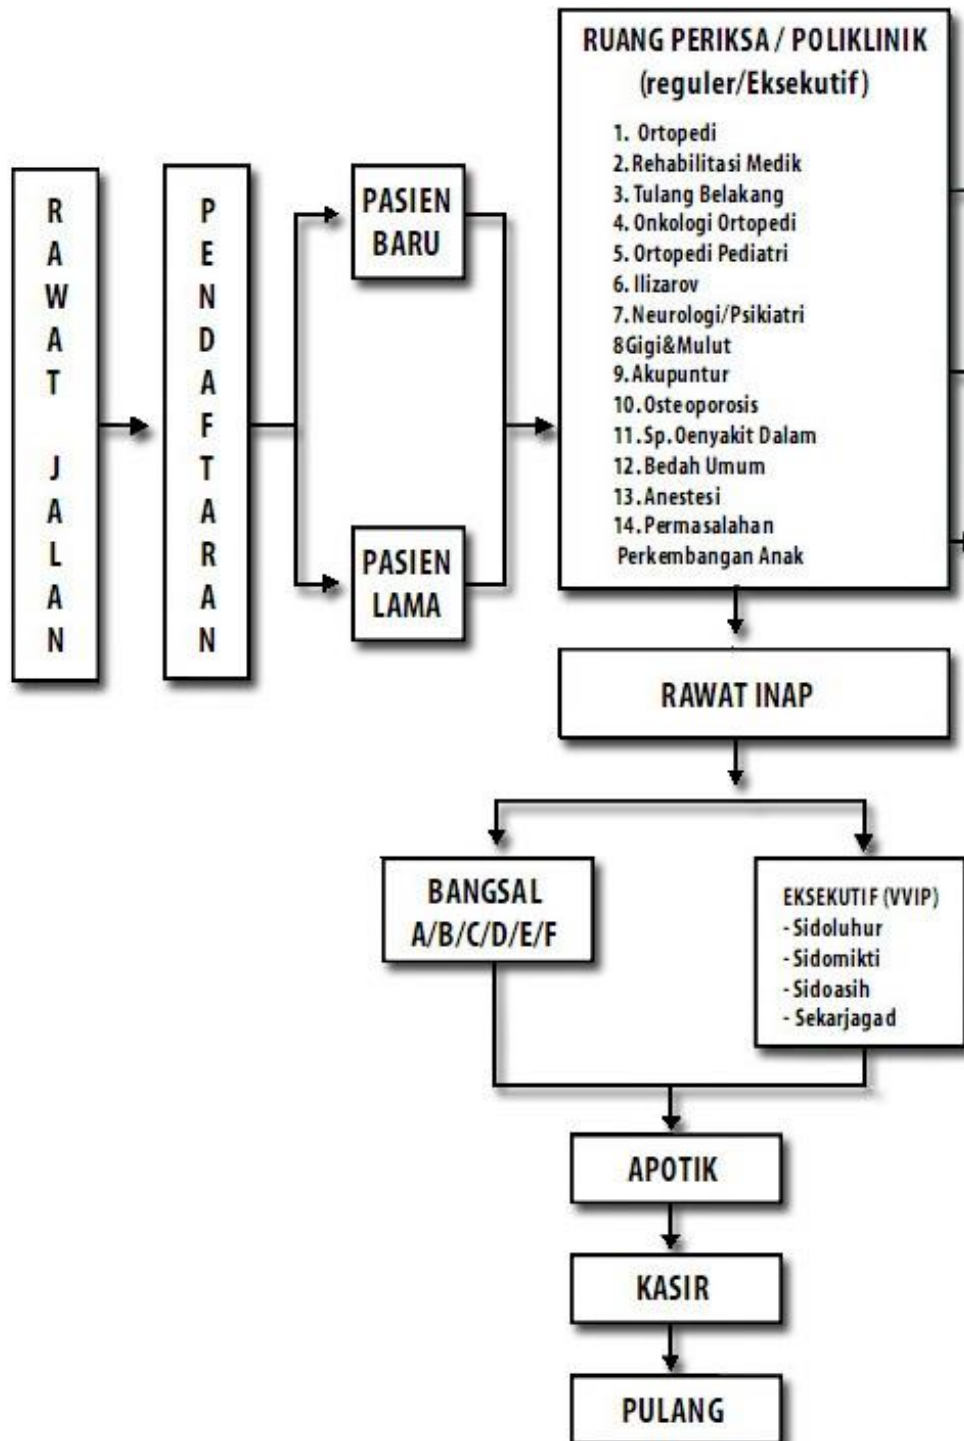 RAWAT JALAN
PENDAFTARAN
PASIEN
BARU
PASIEN
LAMA
RUANG PERIKSA / POLIKLINIK
(reguler/Eksekutif)
1. Ortopedi
2. Rehabilitasi Medik
3. Tulang Belakang
4. Onkologi Ortopedi
5. Ortopedi Pediatri
6. Ilizarov
7. Neurologi/Psikiatri
8Gigi&Mulut
9. Akupuntur
10. Osteoporosis
11. Sp.Oenyakit Dalam
12. Bedah Umum
13. Anestesi
14. Permasalahan
Perkembangan Anak
RAWAT INAP
BANGSAL
A/B/C/D/E/F
EKSEKUTIF (VVIP)
- Sidoluhur
- Sidomikti
- Sidoasih
- Sekarjagad
APOTIK
KASIR
PULANG